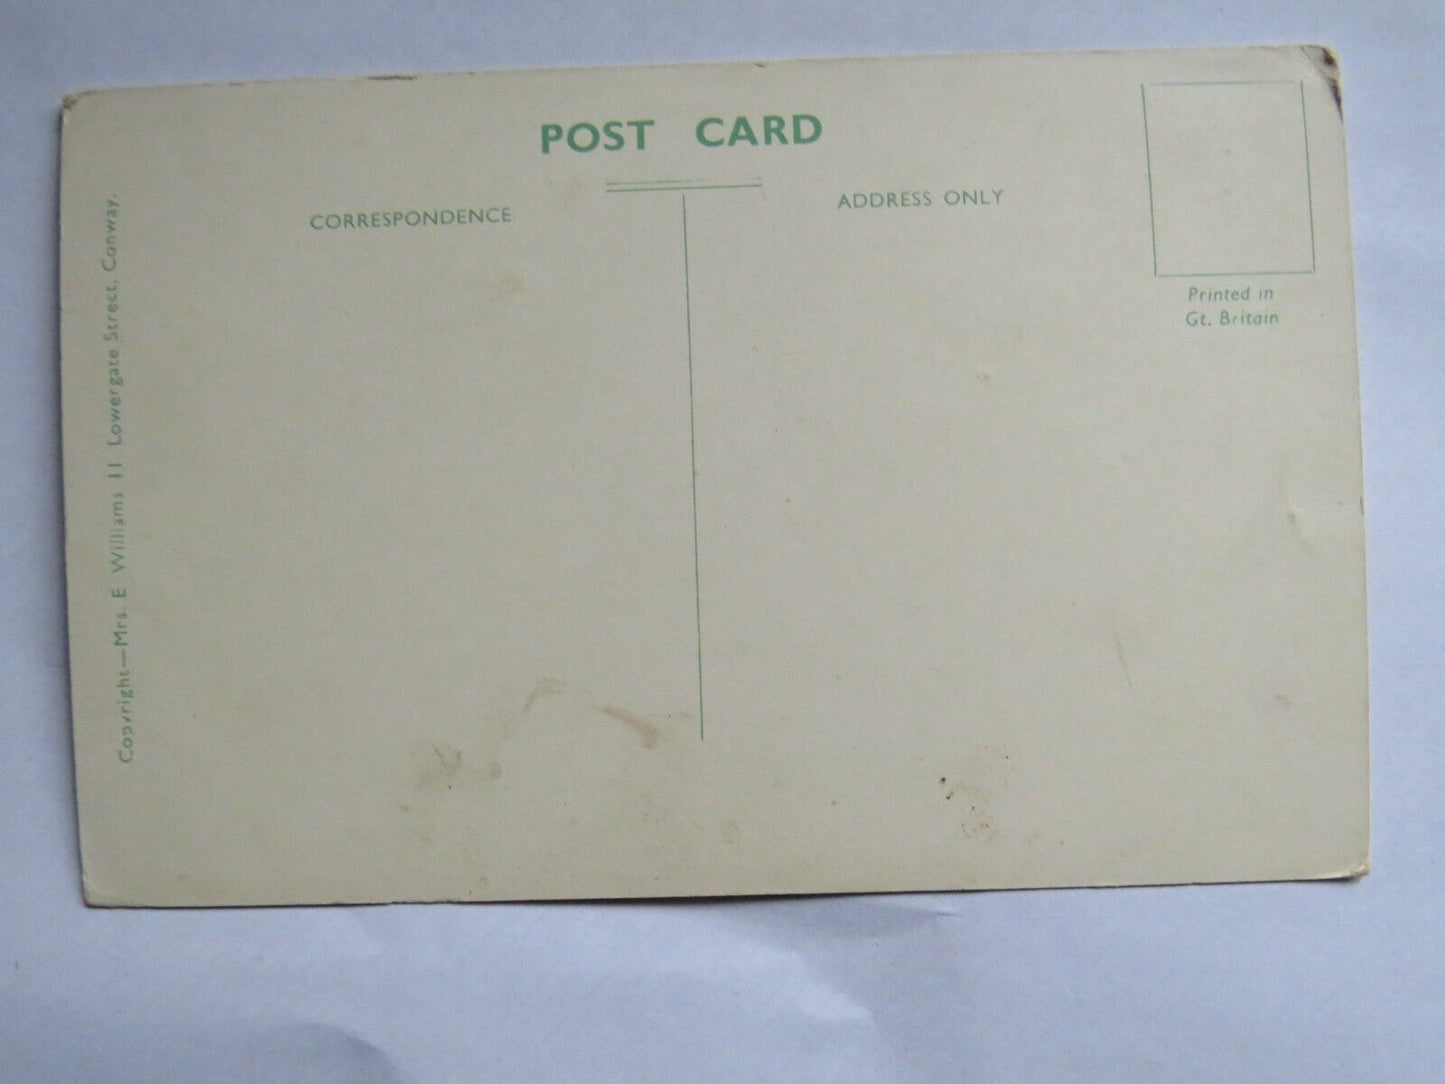 POST CARD
CORRESPONDENCE
ADDRESS ONLY
Printed in
Gt. Britain
Copyright—Mrs. E Williams 11 Lowergate Street, Conway.